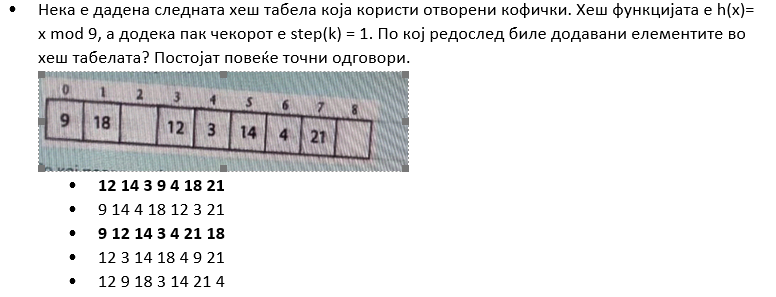 Нека е дадена следната хеш табела која користи отворени кофички. Хеш функцијата е h(x)=
x mod 9, а додека пак чекорот е step(k) = 1. По кој редослед биле додавани елементите во
хеш табелата? Постојат повеќе точни одговори.
0 1 2 3 4 5 6 7 8
9 18 12 3 14 4 21
12 14 3 9 4 18 21
9 14 4 18 12 3 21
9 12 14 3 4 21 18
12 3 14 18 4 9 21
12 9 18 3 14 21 4